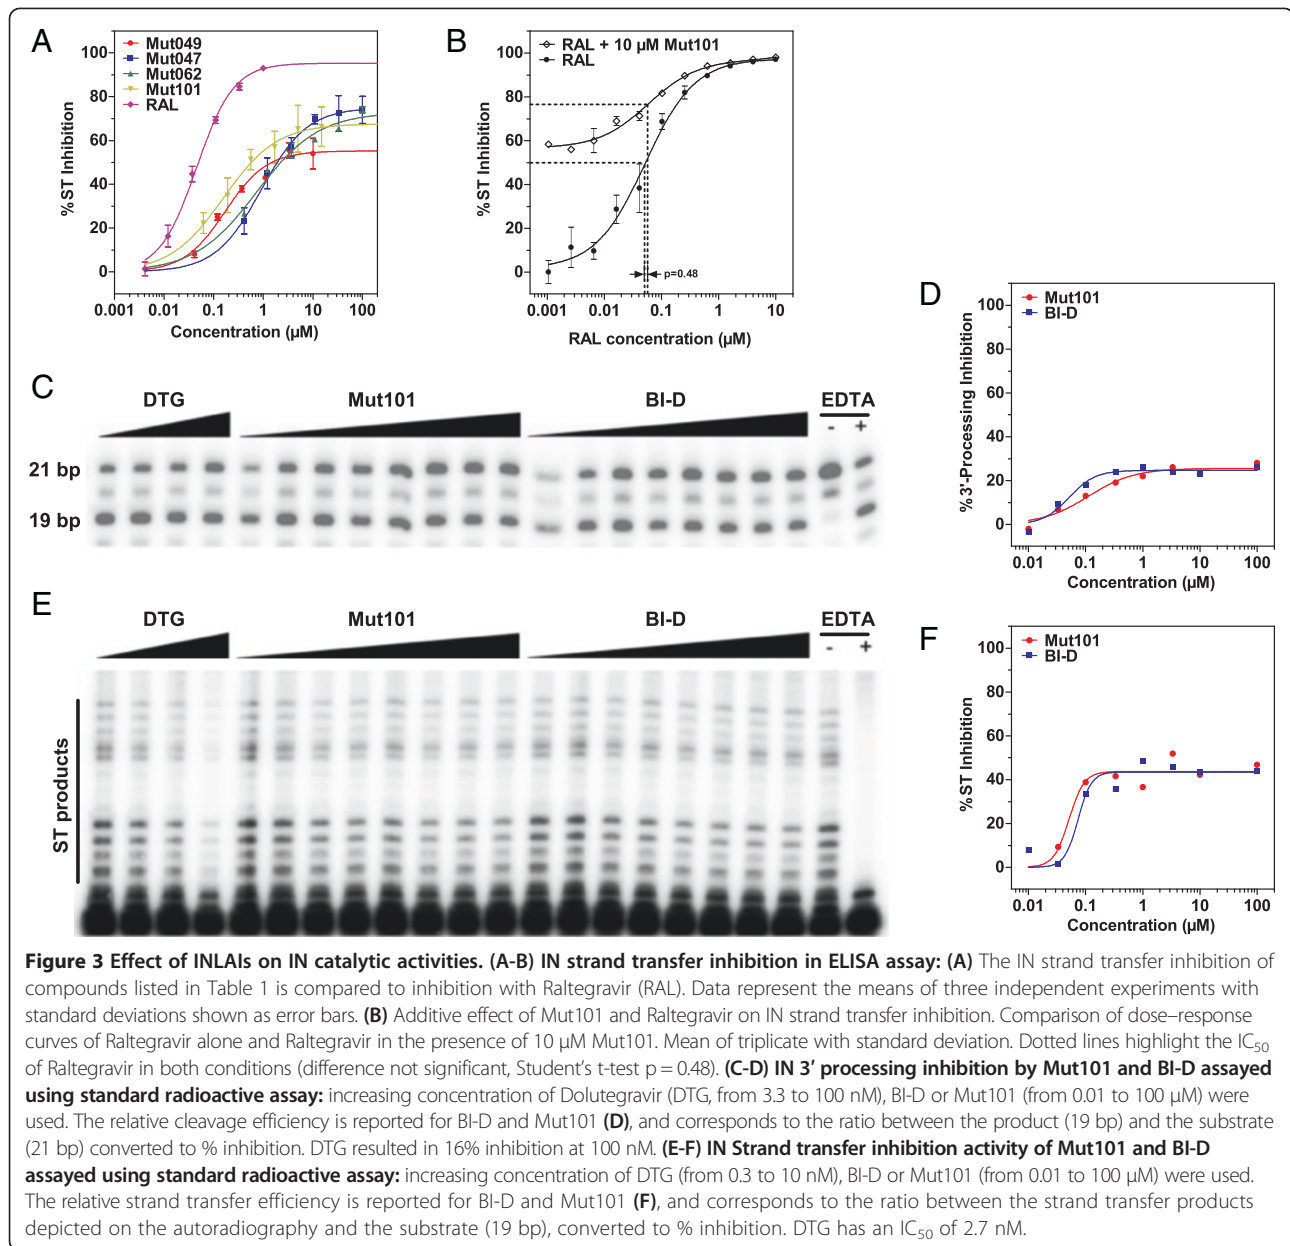 A
Mut049
Mut047
Mut062
Mut101
RAL
%ST Inhibition
100
80
60
40
20
0
0.001 0.01 0.1 1 10 100
Concentration (µM)
B
RAL + 10 µM Mut101
RAL
%ST Inhibition
100
80
60
40
20
0
p=0.48
0.001 0.01 0.1 1 10
RAL concentration (µM)
C
DTG Mut101 BI-D EDTA
- +
21 bp
19 bp
D
Mut101
BI-D
%3'-Processing Inhibition
100
80
60
40
20
0
0.01 0.1 1 10 100
Concentration (µM)
E
DTG Mut101 BI-D EDTA
- +
ST products
F
Mut101
BI-D
%ST Inhibition
100
80
60
40
20
0
0.01 0.1 1 10 100
Concentration (µM)
Figure 3 Effect of INLAIs on IN catalytic activities. (A-B) IN strand transfer inhibition in ELISA assay: (A) The IN strand transfer inhibition of
compounds listed in Table 1 is compared to inhibition with Raltegravir (RAL). Data represent the means of three independent experiments with
standard deviations shown as error bars. (B) Additive effect of Mut101 and Raltegravir on IN strand transfer inhibition. Comparison of dose–response
curves of Raltegravir alone and Raltegravir in the presence of 10 µM Mut101. Mean of triplicate with standard deviation. Dotted lines highlight the IC50
of Raltegravir in both conditions (difference not significant, Student's t-test p = 0.48). (C-D) IN 3' processing inhibition by Mut101 and BI-D assayed
using standard radioactive assay: increasing concentration of Dolutegravir (DTG, from 3.3 to 100 nM), BI-D or Mut101 (from 0.01 to 100 µM) were
used. The relative cleavage efficiency is reported for BI-D and Mut101 (D), and corresponds to the ratio between the product (19 bp) and the substrate
(21 bp) converted to % inhibition. DTG resulted in 16% inhibition at 100 nM. (E-F) IN Strand transfer inhibition activity of Mut101 and BI-D
assayed using standard radioactive assay: increasing concentration of DTG (from 0.3 to 10 nM), BI-D or Mut101 (from 0.01 to 100 µM) were used.
The relative strand transfer efficiency is reported for BI-D and Mut101 (F), and corresponds to the ratio between the strand transfer products
depicted on the autoradiography and the substrate (19 bp), converted to % inhibition. DTG has an IC50 of 2.7 nM.